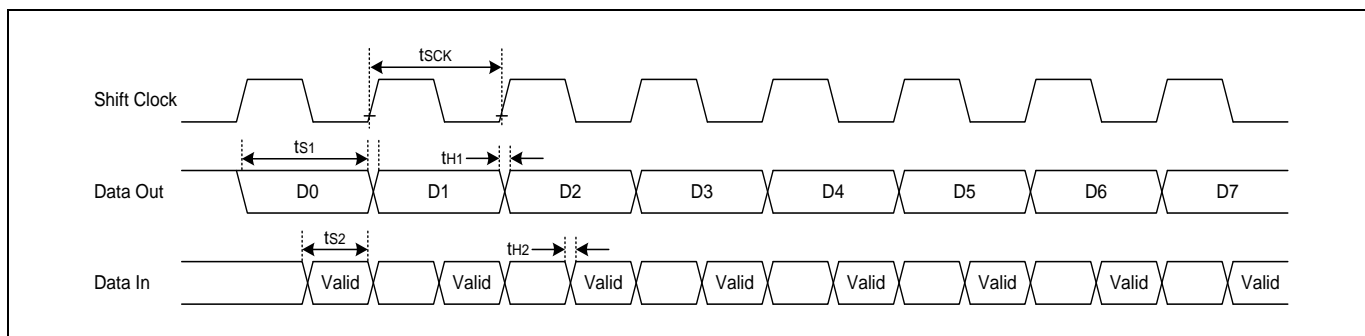 tSCK
Shift Clock
tS1
tH1
Data Out D0 D1 D2 D3 D4 D5 D6 D7
tS2
tH2
Data In Valid Valid Valid Valid Valid Valid Valid Valid